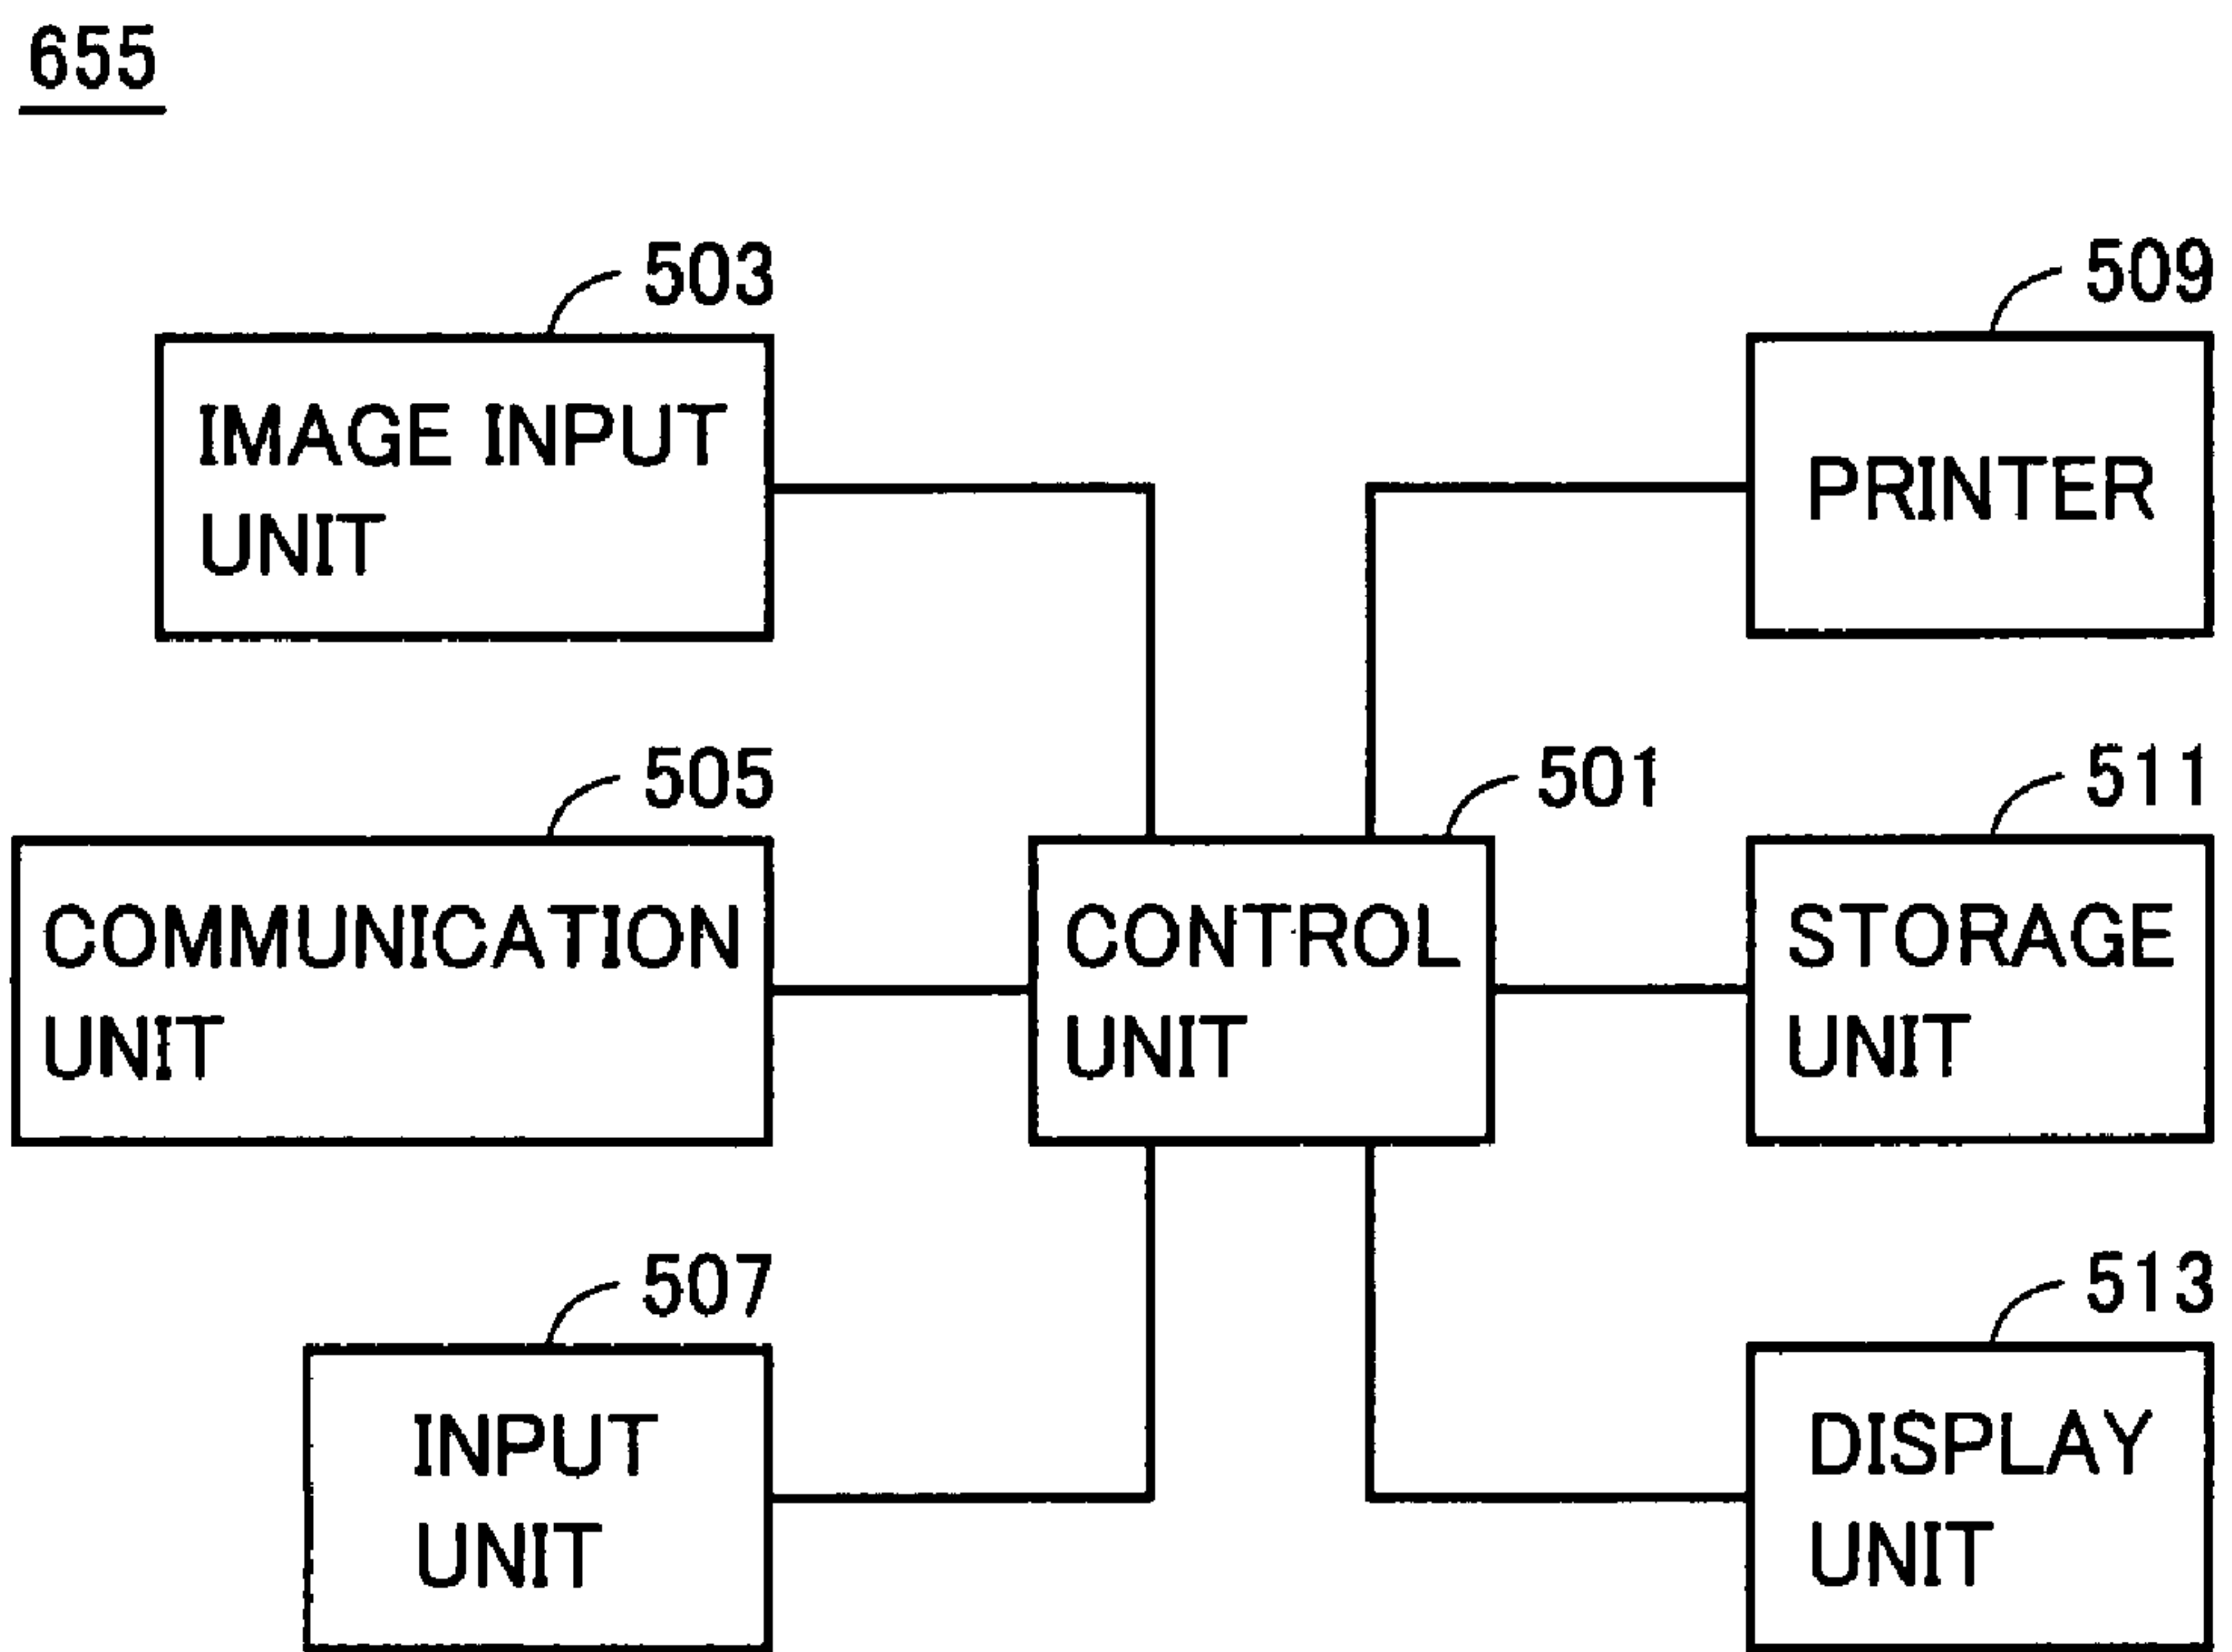 655
503
IMAGE INPUT
UNIT
509
PRINTER
505
COMMUNICATION
UNIT
501
CONTROL
UNIT
511
STORAGE
UNIT
507
INPUT
UNIT
513
DISPLAY
UNIT